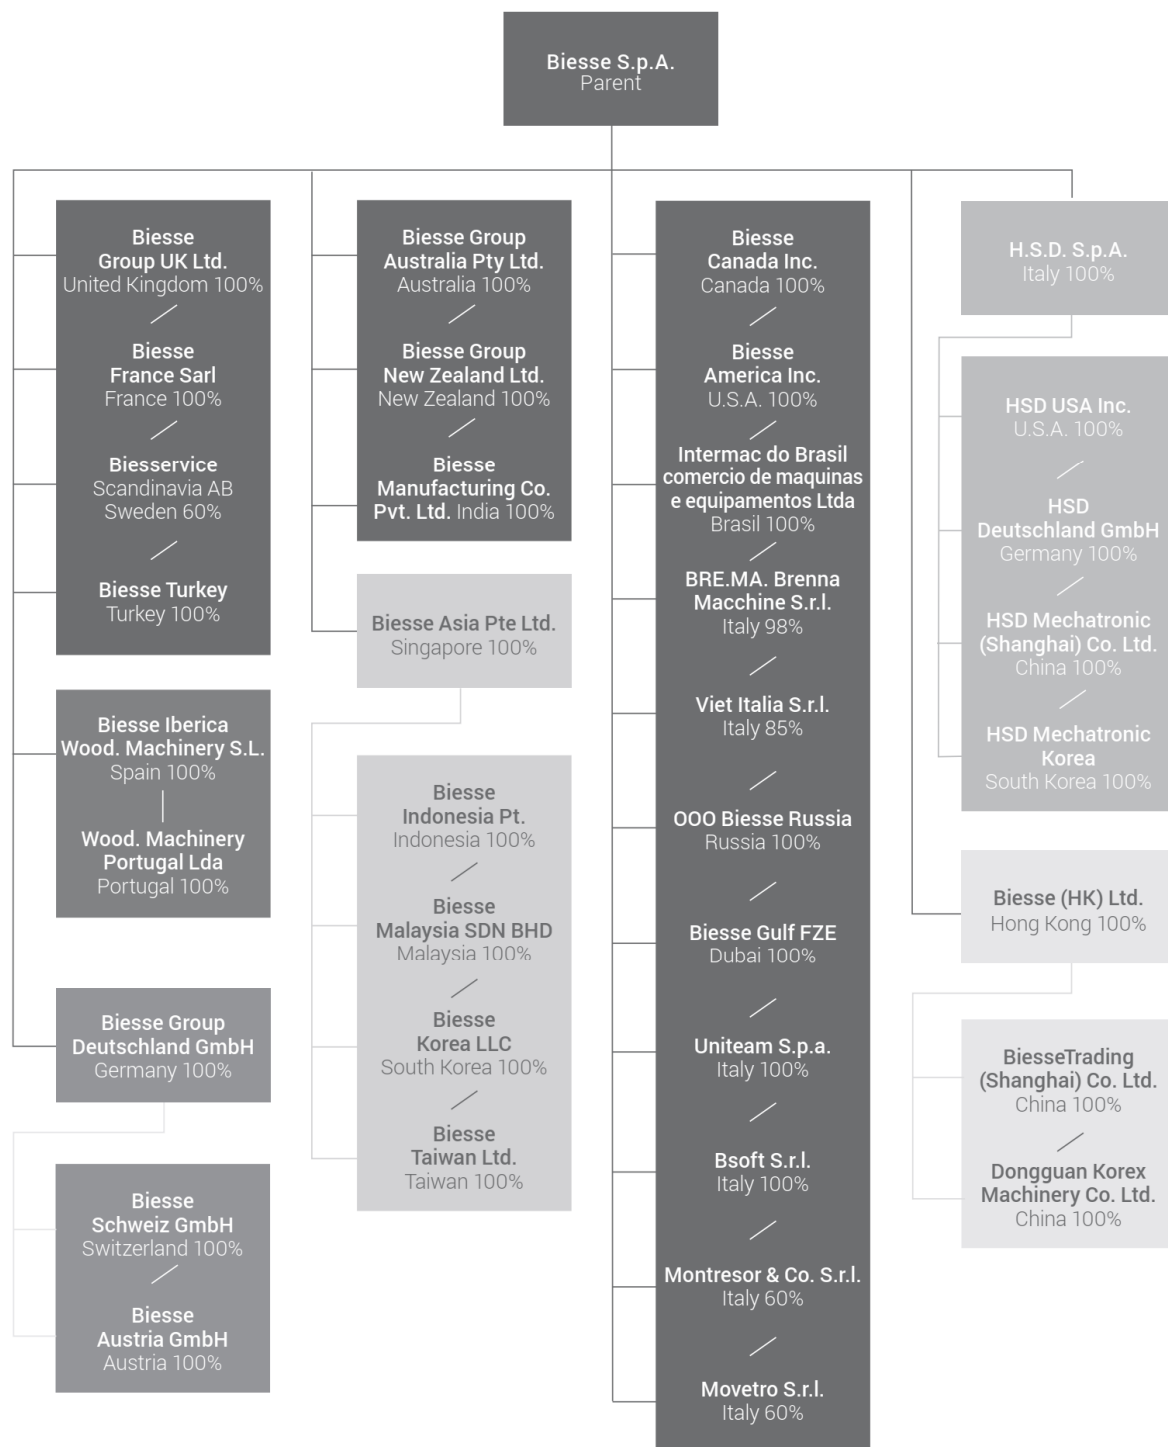 Biesse S.p.A.
Parent
Biesse
Group UK Ltd.
United Kingdom 100%
Biesse
France Sarl
France 100%
Biesservice
Scandinavia AB
Sweden 60%
Biesse Turkey
Turkey 100%
Biesse Iberica
Wood. Machinery S.L.
Spain 100%
Wood. Machinery
Portugal Lda
Portugal 100%
Biesse Group
Deutschland GmbH
Germany 100%
Biesse
Schweiz GmbH
Switzerland 100%
Biesse
Austria GmbH
Austria 100%
Biesse Group
Australia Pty Ltd.
Australia 100%
Biesse Group
New Zealand Ltd.
New Zealand 100%
Biesse
Manufacturing Co.
Pvt. Ltd. India 100%
Biesse Asia Pte Ltd.
Singapore 100%
Biesse
Indonesia Pt.
Indonesia 100%
Biesse
Malaysia SDN BHD
Malaysia 100%
Biesse
Korea LLC
South Korea 100%
Biesse
Taiwan Ltd.
Taiwan 100%
Biesse
Canada Inc.
Canada 100%
Biesse
America Inc.
U.S.A. 100%
Intermac do Brasil
comercio de maquinas
e equipamentos Ltda
Brasil 100%
BRE.MA. Brenna
Macchine S.r.l.
Italy 98%
Viet Italia S.r.l.
Italy 85%
OOO Biesse Russia
Russia 100%
Biesse Gulf FZE
Dubai 100%
Uniteam S.p.a.
Italy 100%
Bsoft S.r.l.
Italy 100%
Montresor & Co. S.r.l.
Italy 60%
Movetro S.r.l.
Italy 60%
H.S.D. S.p.A.
Italy 100%
HSD USA Inc.
U.S.A. 100%
HSD
Deutschland GmbH
Germany 100%
HSD Mechatronic
(Shanghai) Co. Ltd.
China 100%
HSD Mechatronic
Korea
South Korea 100%
Biesse (HK) Ltd.
Hong Kong 100%
BiesseTrading
(Shanghai) Co. Ltd.
China 100%
Dongguan Korex
Machinery Co. Ltd.
China 100%